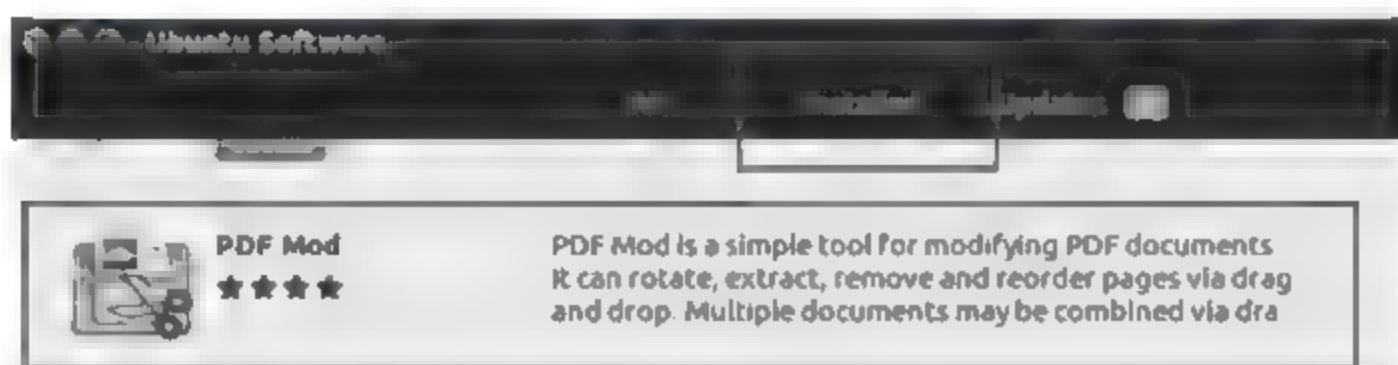 Ubuntu Software
PDF Mod
PDF Mod is a simple tool for modifying PDF documents
It can rotate, extract, remove and reorder pages via drag
and drop. Multiple documents may be combined via dra